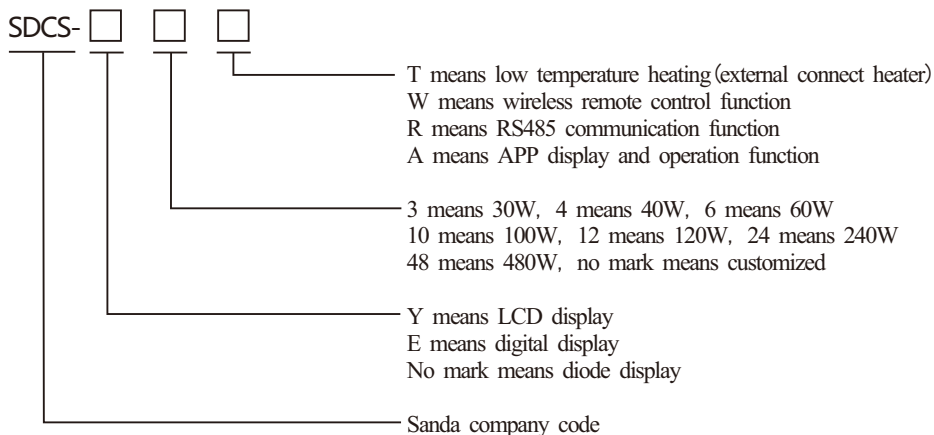 SDCS-
T means low temperature heating (external connect heater)
W means wireless remote control function
R means RS485 communication function
A means APP display and operation function
3 means 30W, 4 means 40W, 6 means 60W
10 means 100W, 12 means 120W, 24 means 240W
48 means 480W, no mark means customized
Y means LCD display
E means digital display
No mark means diode display
Sanda company code